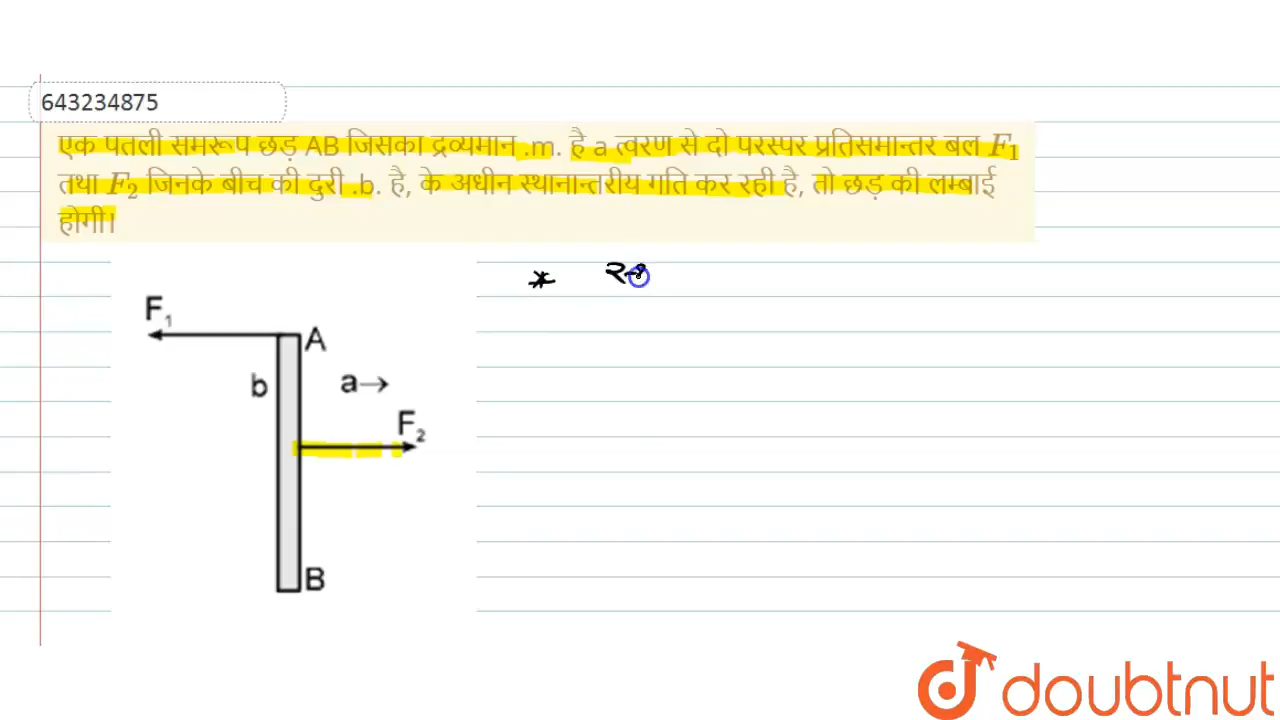 643234875
एक पतली समरूप छड़ AB जिसका द्रव्यमान .m. है a त्वरण से दो परस्पर प्रतिसमान्तर बल F₁
तथा F₂ जिनके बीच की दुरी .b. है, के अधीन स्थानान्तरीय गति कर रही है, तो छड़ की लम्बाई
होगी।
F₁
A
b
a→
F₂
B
doubtnut